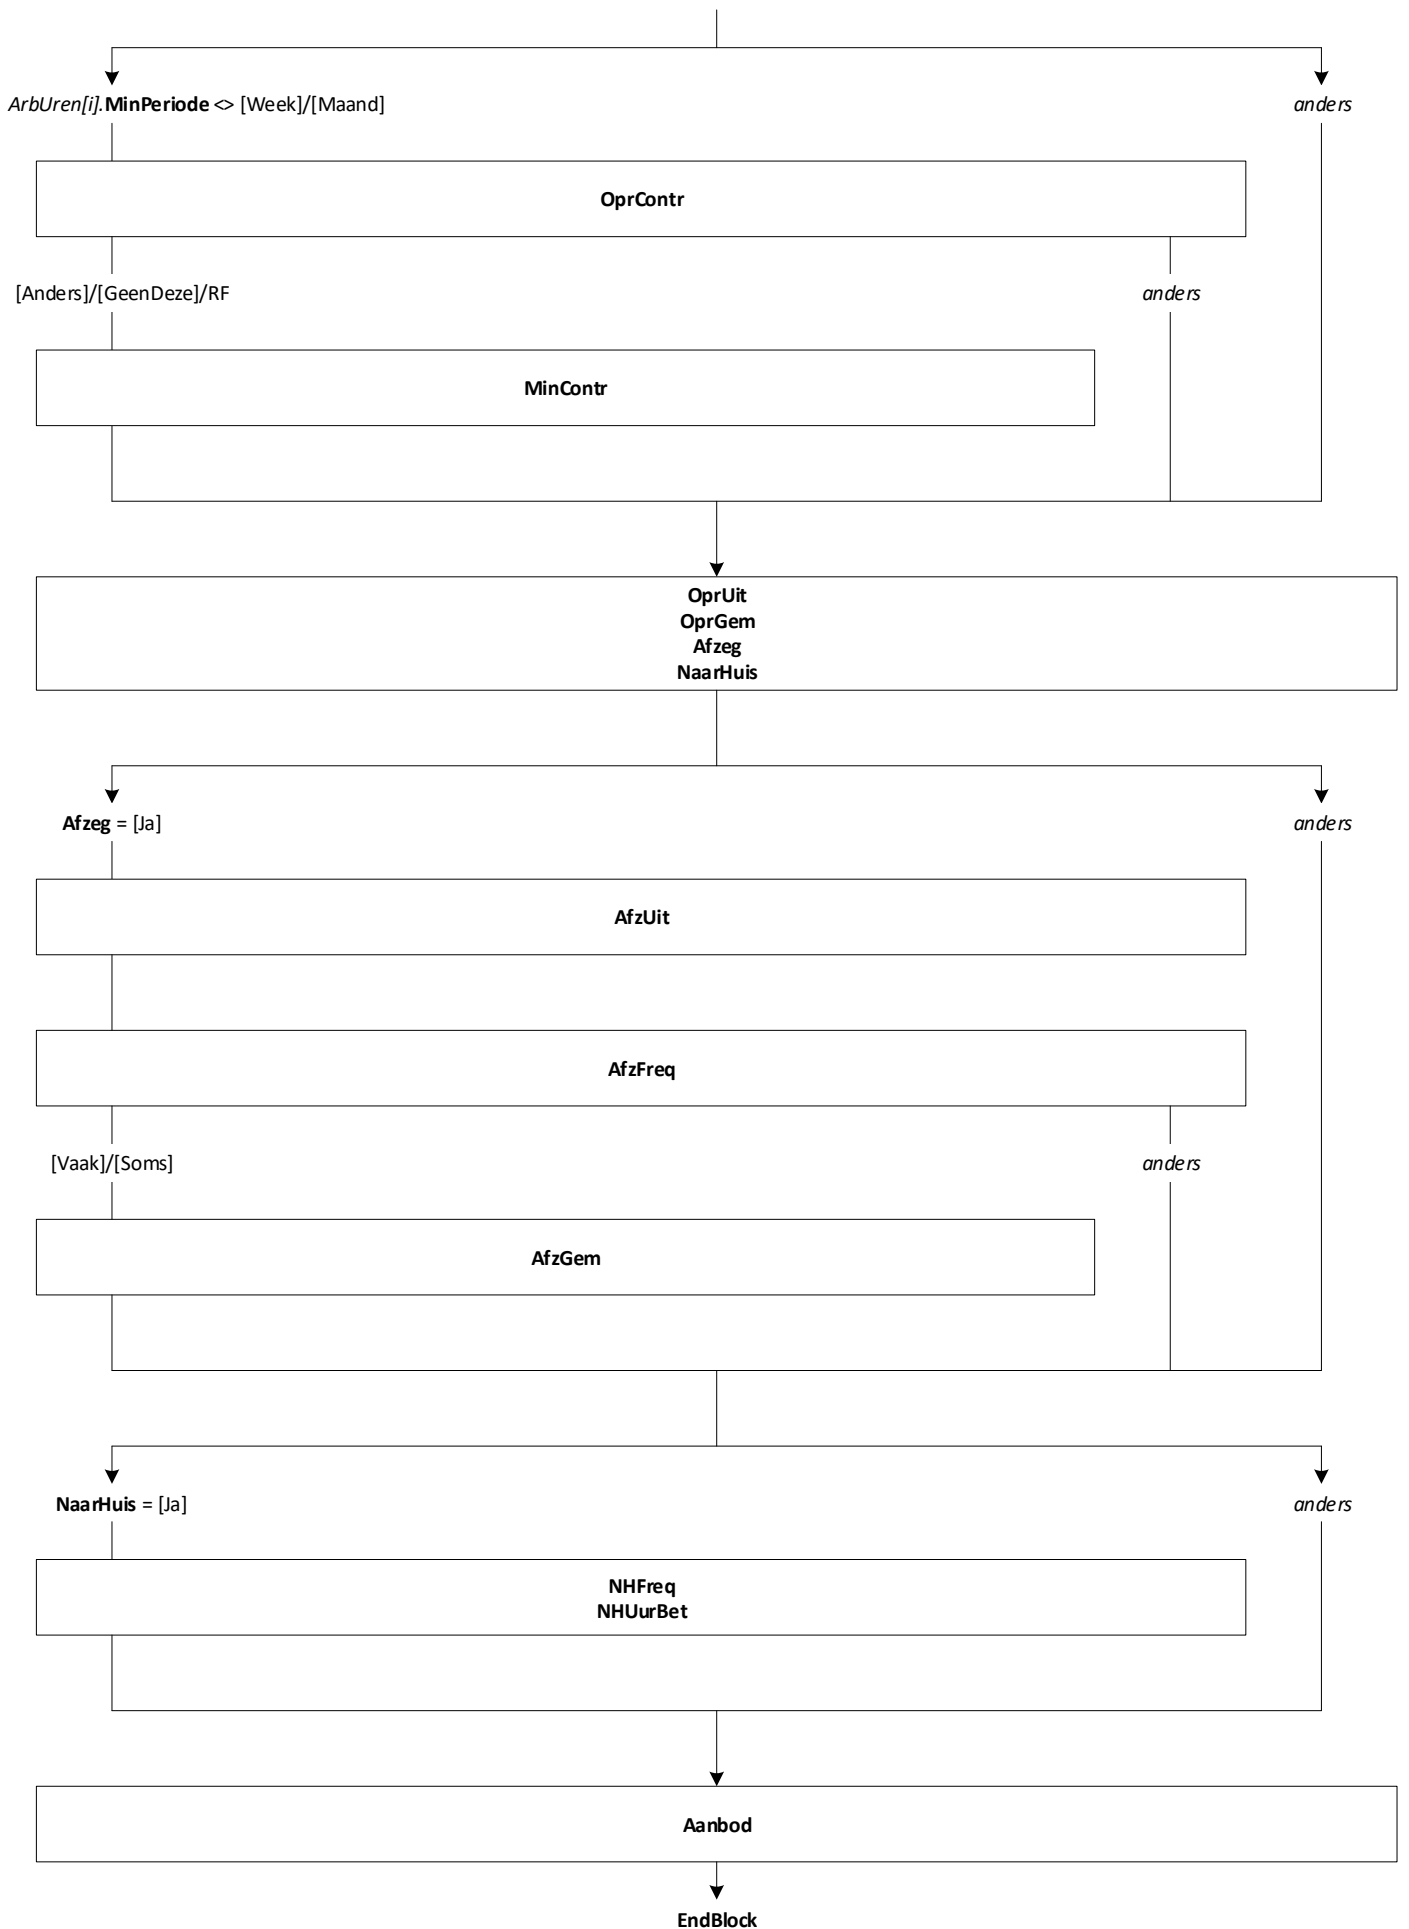 ArbUren[i].MinPeriode <> [Week]/[Maand]
anders
OprContr
[Anders]/[GeenDeze]/RF
anders
MinContr
OprUit
OprGem
Afzeg
NaarHuis
Afzeg = [Ja]
anders
AfzUit
AfzFreq
[Vaak]/[Soms]
anders
AfzGem
NaarHuis = [Ja]
anders
NHFreq
NHUurBet
Aanbod
EndBlock